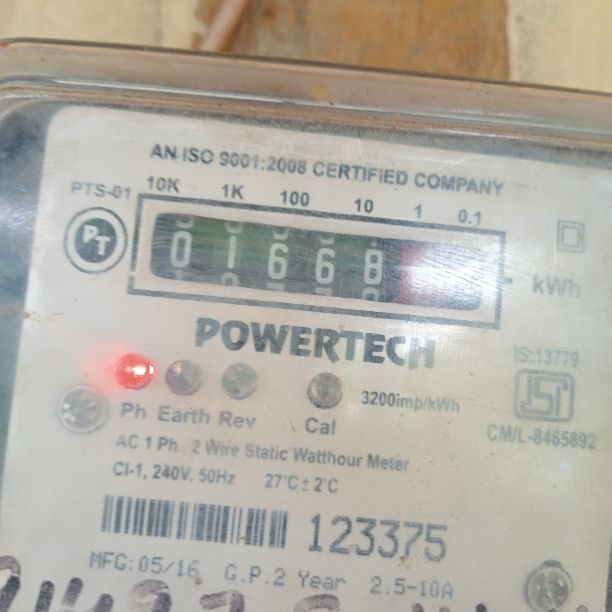 AN ISO 9001:2008 CERTIFIED COMPANY
PTS-01 10K 1K 100 10 1 0.1
PT
0 1 6 6 8
kWh
POWERTECH
IS:13779
ISI
Ph Earth Rev Cal 3200imp/kWh
CM/L-8465892
AC 1 Ph. 2 Wire Static Watthour Meter
Cl-1, 240V. 50Hz 27°C ± 2°C
123375
MFG:05/16 G.P.2 Year 2.5-10A